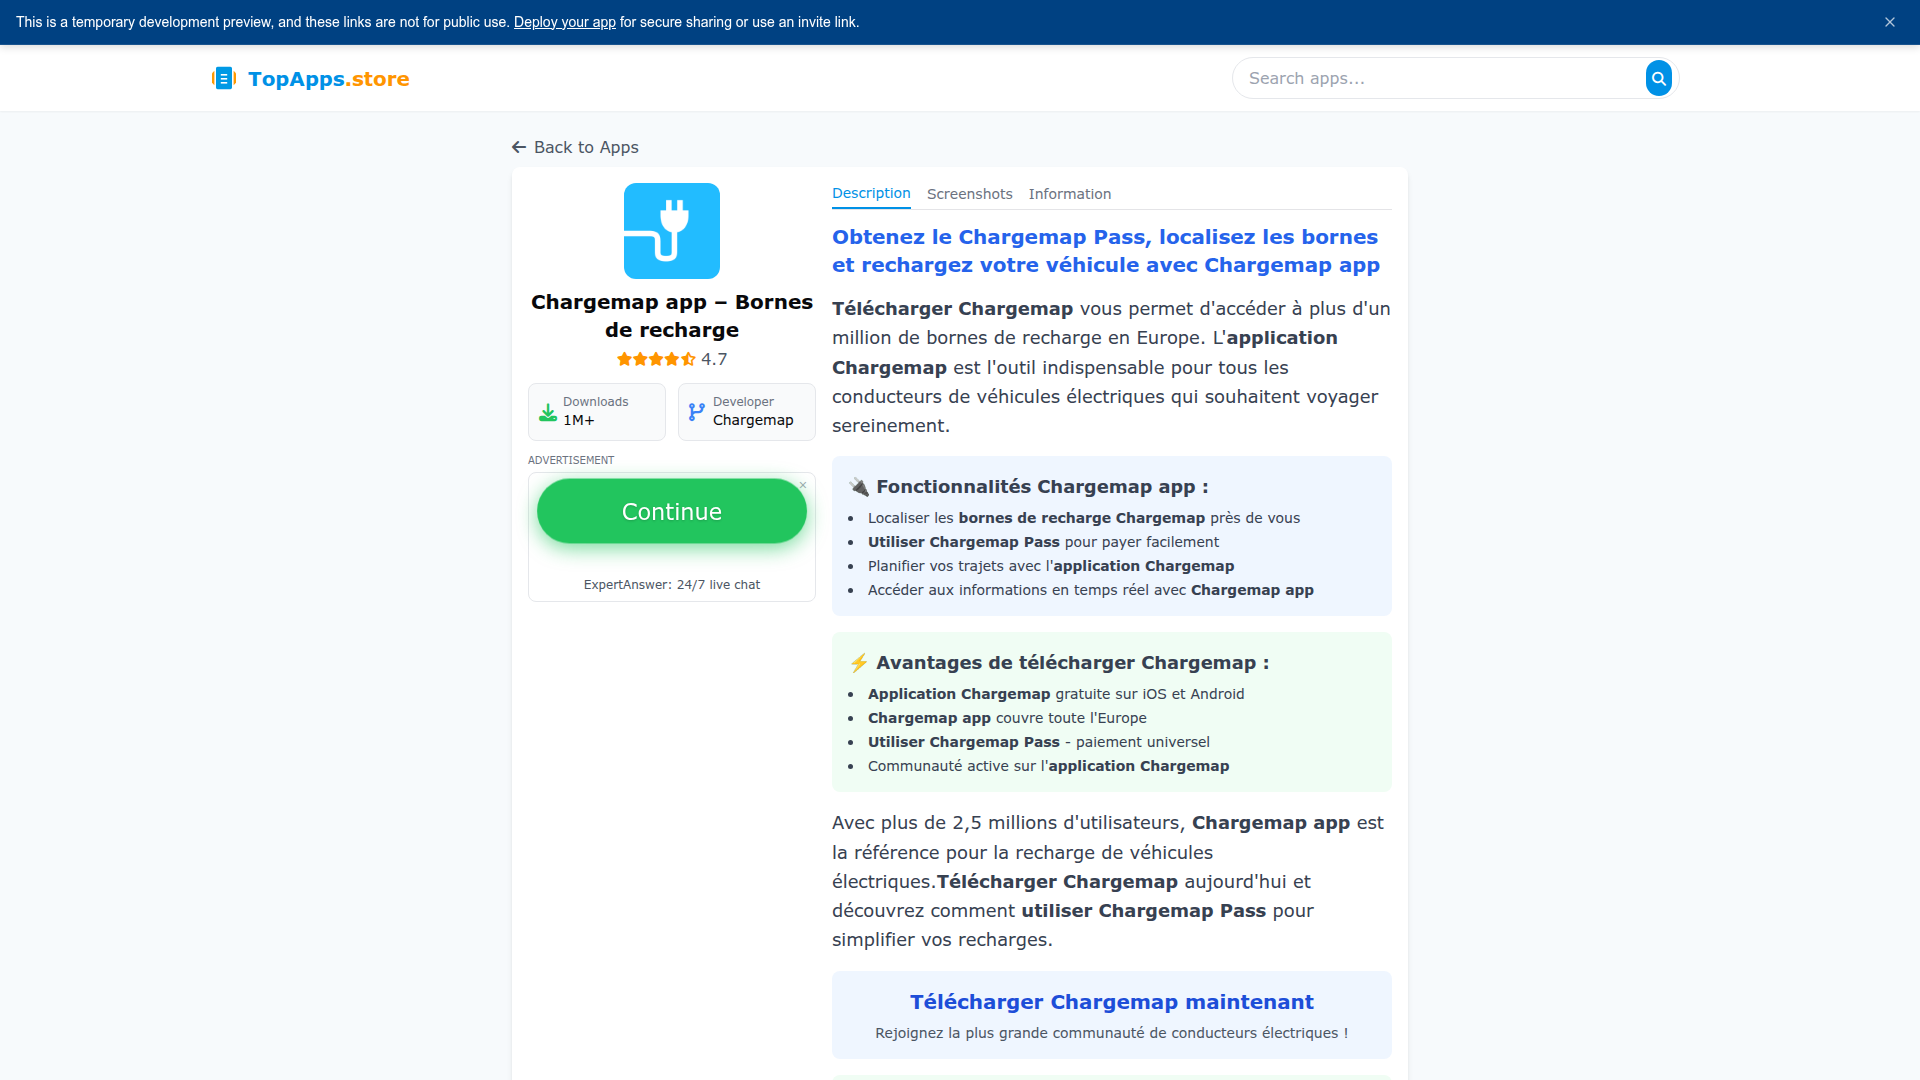 This is a temporary development preview, and these links are not for public use. Deploy your app for secure sharing or use an invite link.
TopApps.store
Search apps...
Back to Apps
Chargemap app – Bornes
de recharge
4.7
Downloads
1M+
Developer
Chargemap
ADVERTISEMENT
Continue
ExpertAnswer: 24/7 live chat
Description Screenshots Information
Obtenez le Chargemap Pass, localisez les bornes
et rechargez votre véhicule avec Chargemap app
Télécharger Chargemap vous permet d'accéder à plus d'un
million de bornes de recharge en Europe. L'application
Chargemap est l'outil indispensable pour tous les
conducteurs de véhicules électriques qui souhaitent voyager
sereinement.
🔌 Fonctionnalités Chargemap app :
• Localiser les bornes de recharge Chargemap près de vous
• Utiliser Chargemap Pass pour payer facilement
• Planifier vos trajets avec l'application Chargemap
• Accéder aux informations en temps réel avec Chargemap app
⚡ Avantages de télécharger Chargemap :
• Application Chargemap gratuite sur iOS et Android
• Chargemap app couvre toute l'Europe
• Utiliser Chargemap Pass - paiement universel
• Communauté active sur l'application Chargemap
Avec plus de 2,5 millions d'utilisateurs, Chargemap app est
la référence pour la recharge de véhicules
électriques.Télécharger Chargemap aujourd'hui et
découvrez comment utiliser Chargemap Pass pour
simplifier vos recharges.
Télécharger Chargemap maintenant
Rejoignez la plus grande communauté de conducteurs électriques !